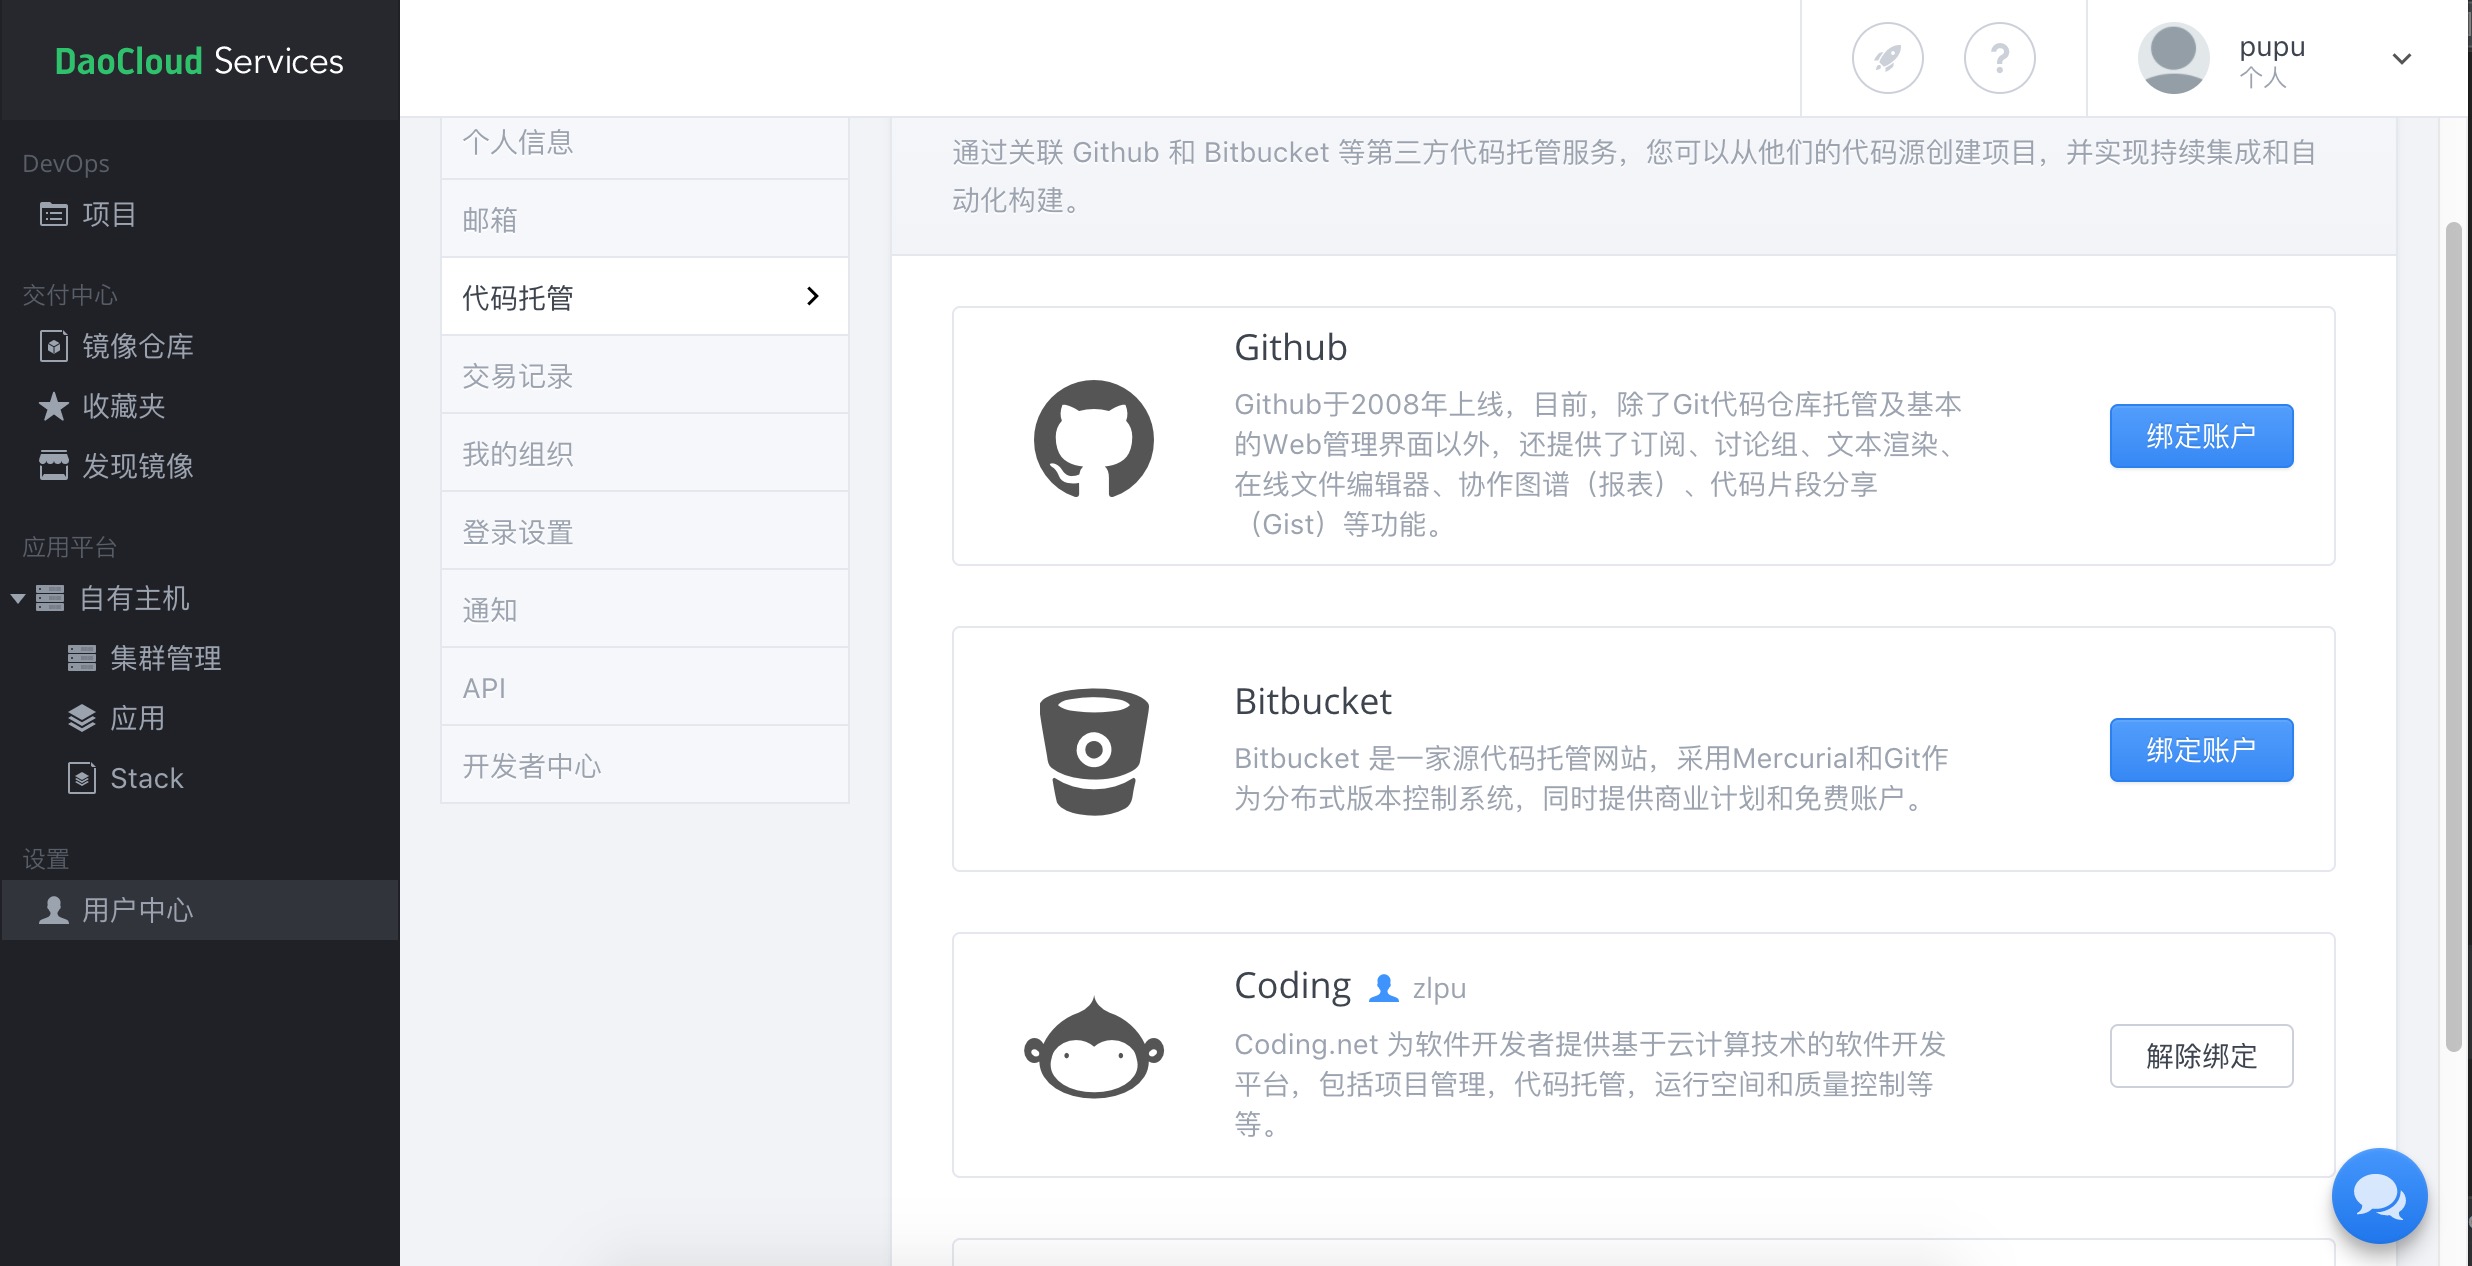 DaoCloud Services
pupu
个人
DevOps
项目
交付中心
镜像仓库
收藏夹
发现镜像
应用平台
自有主机
集群管理
应用
Stack
设置
用户中心
个人信息
邮箱
代码托管
交易记录
我的组织
登录设置
通知
API
开发者中心
通过关联 Github 和 Bitbucket 等第三方代码托管服务，您可以从他们的代码源创建项目，并实现持续集成和自
动化构建。
Github
Github于2008年上线，目前，除了Git代码仓库托管及基本
的Web管理界面以外，还提供了订阅、讨论组、文本渲染、
在线文件编辑器、协作图谱（报表）、代码片段分享
（Gist）等功能。
绑定账户
Bitbucket
Bitbucket 是一家源代码托管网站，采用Mercurial和Git作
为分布式版本控制系统，同时提供商业计划和免费账户。
绑定账户
Coding zlpu
Coding.net 为软件开发者提供基于云计算技术的软件开发
平台，包括项目管理，代码托管，运行空间和质量控制等
等。
解除绑定